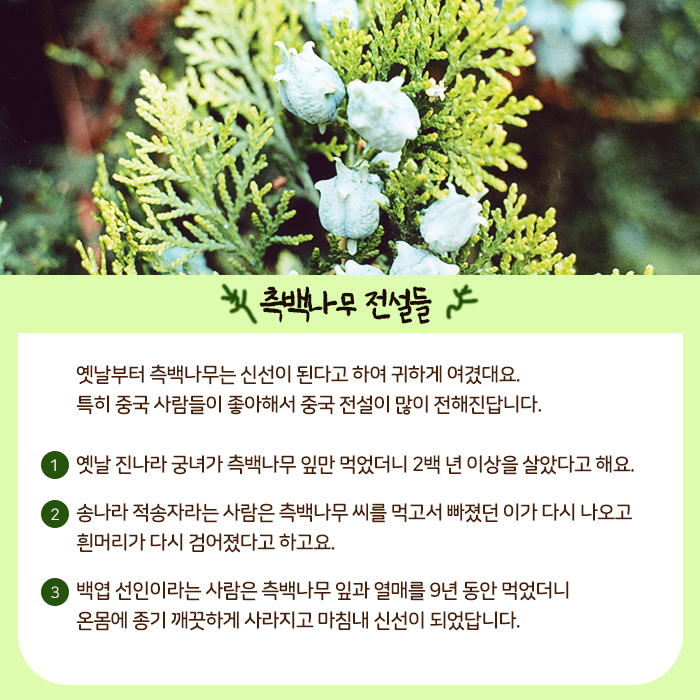 측백나무 전설들
옛날부터 측백나무는 신선이 된다고 하여 귀하게 여겼대요.
특히 중국 사람들이 좋아해서 중국 전설이 많이 전해진답니다.
1 옛날 진나라 궁녀가 측백나무 잎만 먹었더니 2백 년 이상을 살았다고 해요.
2 송나라 적송자라는 사람은 측백나무 씨를 먹고서 빠졌던 이가 다시 나오고
흰머리가 다시 검어졌다고 하고요.
3 백엽 선인이라는 사람은 측백나무 잎과 열매를 9년 동안 먹었더니
온몸에 종기 깨끗하게 사라지고 마침내 신선이 되었답니다.